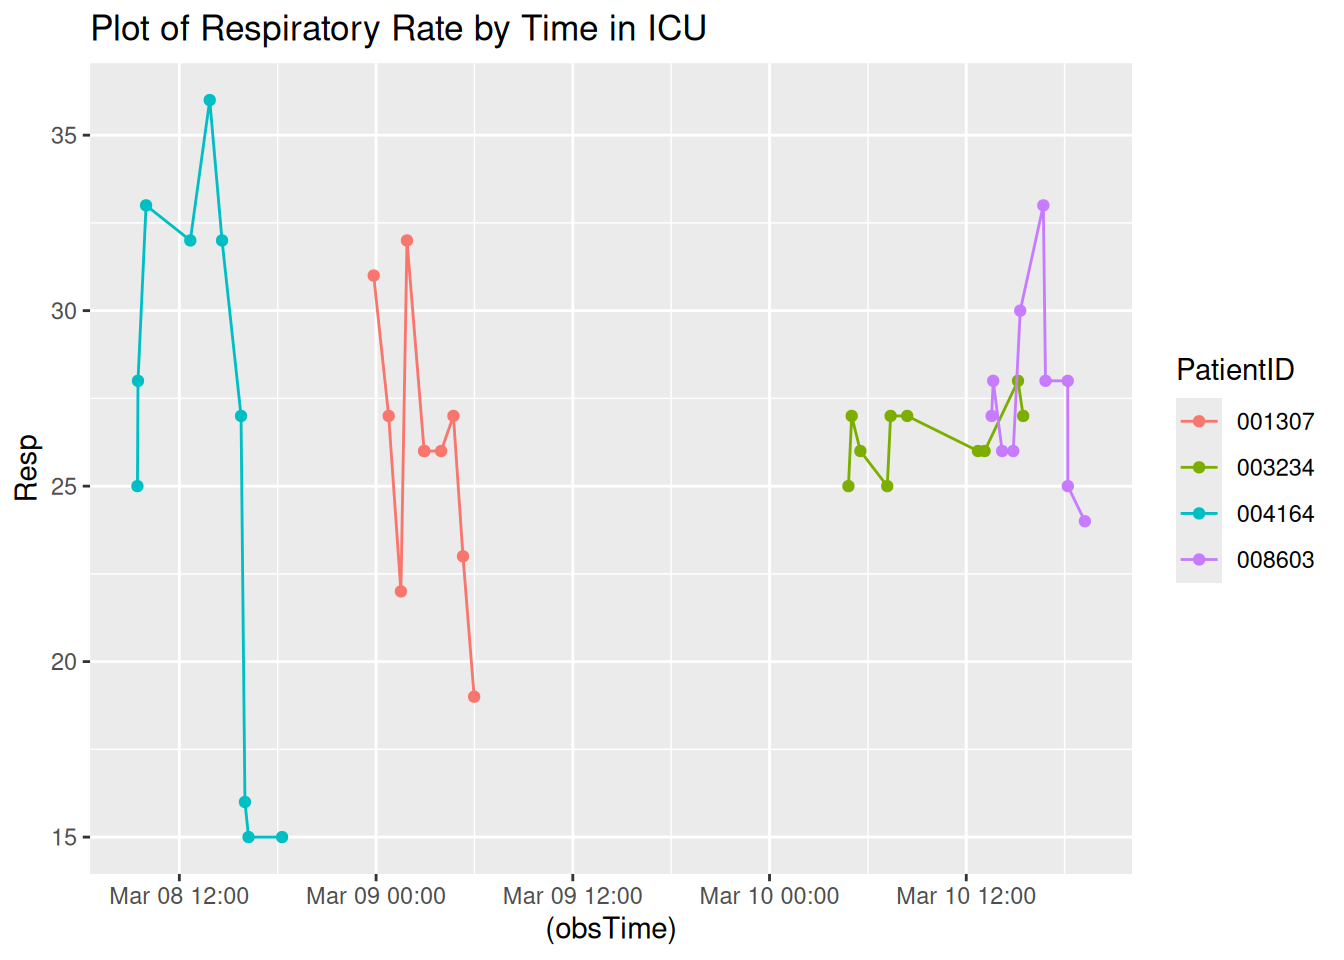 Plot of Respiratory Rate by Time in ICU
35
30
25
20
15
Resp
Mar 08 12:00
Mar 09 00:00
Mar 09 12:00
Mar 10 00:00
Mar 10 12:00
(obsTime)
PatientID
001307
003234
004164
008603